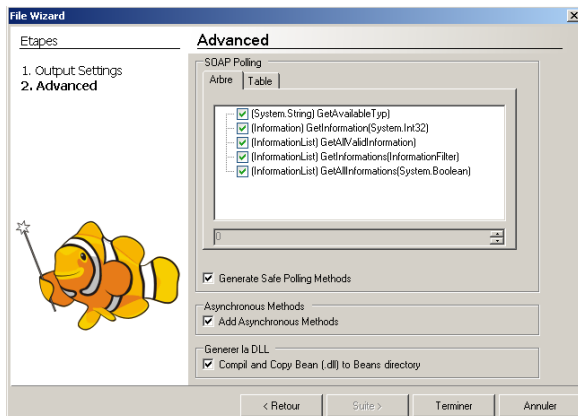 File Wizard
Etapes
1. Output Settings
2. Advanced
Advanced
SOAP Polling
Arbre
Table
(System.String) GetAvailableTyp)
(Information) GetInformation(System.Int32)
(InformationList) GetAllValidInformation)
(InformationList) GetInformations(InformationFilter)
(InformationList) GetAllInformations(System.Boolean)
0
Generate Safe Polling Methods
Asynchronous Methods
Add Asynchronous Methods
Generer la DLL
Compil and Copy Bean (.dll) to Beans directory
< Retour
Suite >
Terminer
Annuler